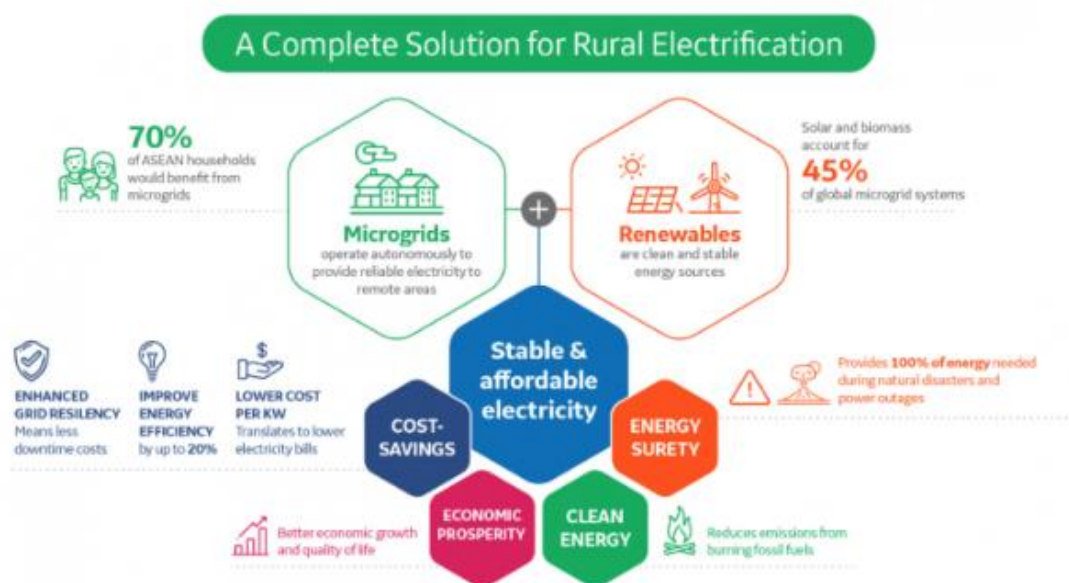 A Complete Solution for Rural Electrification
70%
of ASEAN households
would benefit from
microgrids
Microgrids
operate autonomously to
provide reliable electricity to
remote areas
+
Renewables
are clean and stable
energy sources
Solar and biomass
account for
45%
of global microgrid systems
Stable &
affordable
electricity
ENHANCED
GRID RESILENCY
Means less
downtime costs
IMPROVE
ENERGY
EFFICIENCY
by up to 20%
$
LOWER COST
PER KW
Translates to lower
electricity bills
COST-
SAVINGS
ENERGY
SURETY
Provides 100% of energy needed
during natural disasters and
power outages
Better economic growth
and quality of life
ECONOMIC
PROSPERITY
CLEAN
ENERGY
Reduces emissions from
burning fossil fuels